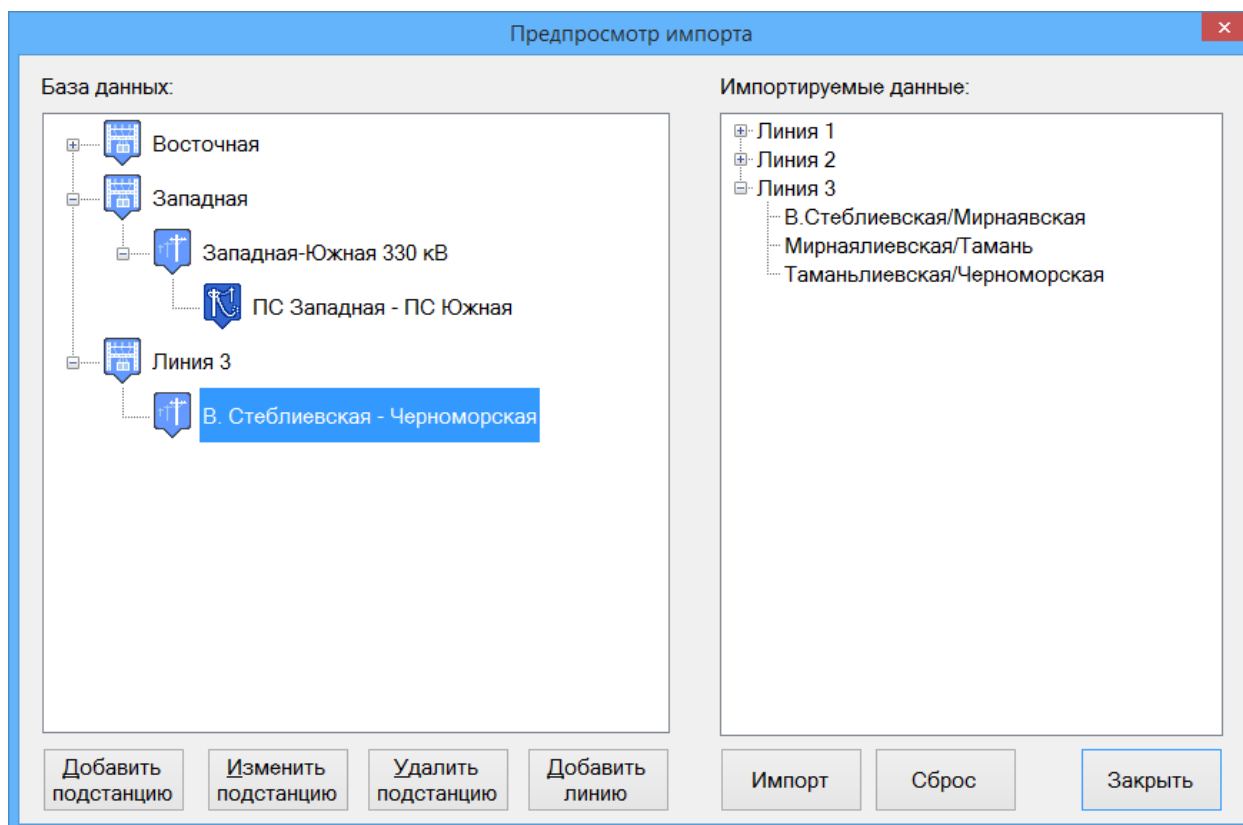 Предпросмотр импорта
База данных:
Восточная
Западная
Западная-Южная 330 кВ
ПС Западная - ПС Южная
Линия 3
В. Стеблиевская - Черноморская
Импортируемые данные:
Линия 1
Линия 2
Линия 3
В.Стеблиевская/Мирнаявская
Мирнаялиевская/Тамань
Таманьлиевская/Черноморская
Добавить
подстанцию
Изменить
подстанцию
Удалить
подстанцию
Добавить
линию
Импорт
Сброс
Закрыть